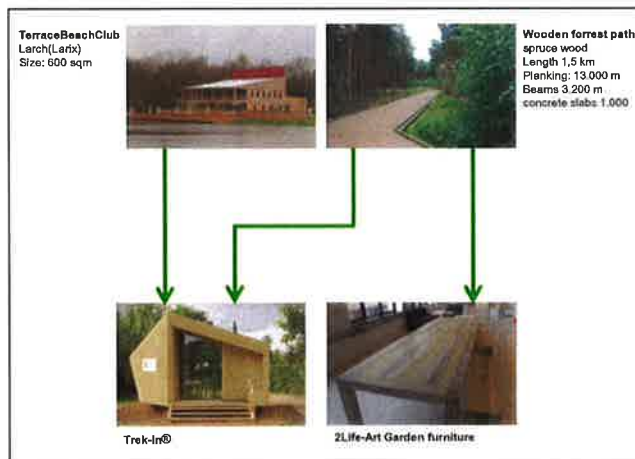 TerraceBeachClub
Larch(Larix)
Size: 600 sqm
Wooden forrest path
spruce wood
Length 1,5 km
Planking: 13.000 m
Beams 3.200 m
concrete slabs 1.000
Trek-In®
2Life-Art Garden furniture